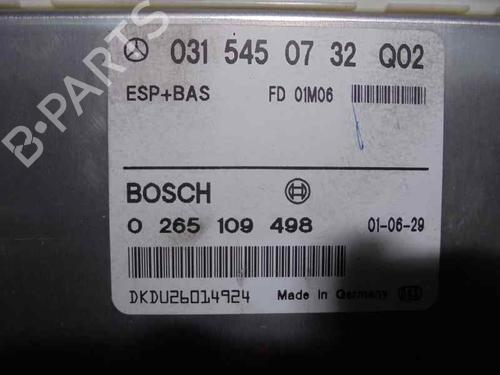 031 545 07 32 Q02
ESP+BAS FD 01M06
BOSCH
0 265 109 498 01-06-29
DKDU26014924 Made in Germany
B-PARTS